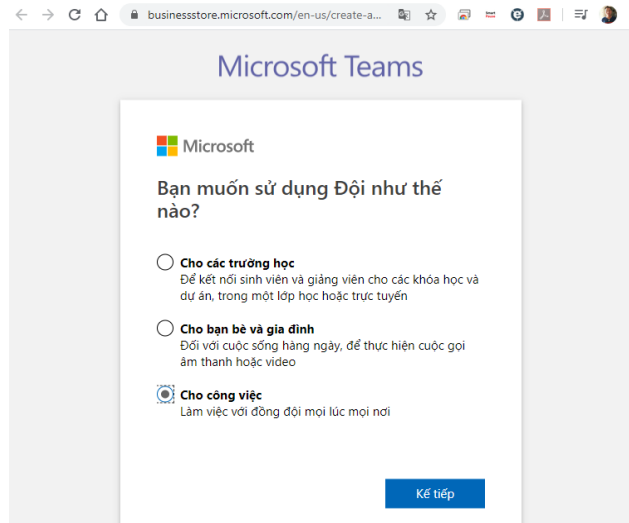 businessstore.microsoft.com/en-us/create-a...
Microsoft Teams
Microsoft
Bạn muốn sử dụng Đội như thế
nào?
Cho các trường học
Để kết nối sinh viên và giảng viên cho các khóa học và
dự án, trong một lớp học hoặc trực tuyến
Cho bạn bè và gia đình
Đối với cuộc sống hàng ngày, để thực hiện cuộc gọi
âm thanh hoặc video
Cho công việc
Làm việc với đồng đội mọi lúc mọi nơi
Kế tiếp